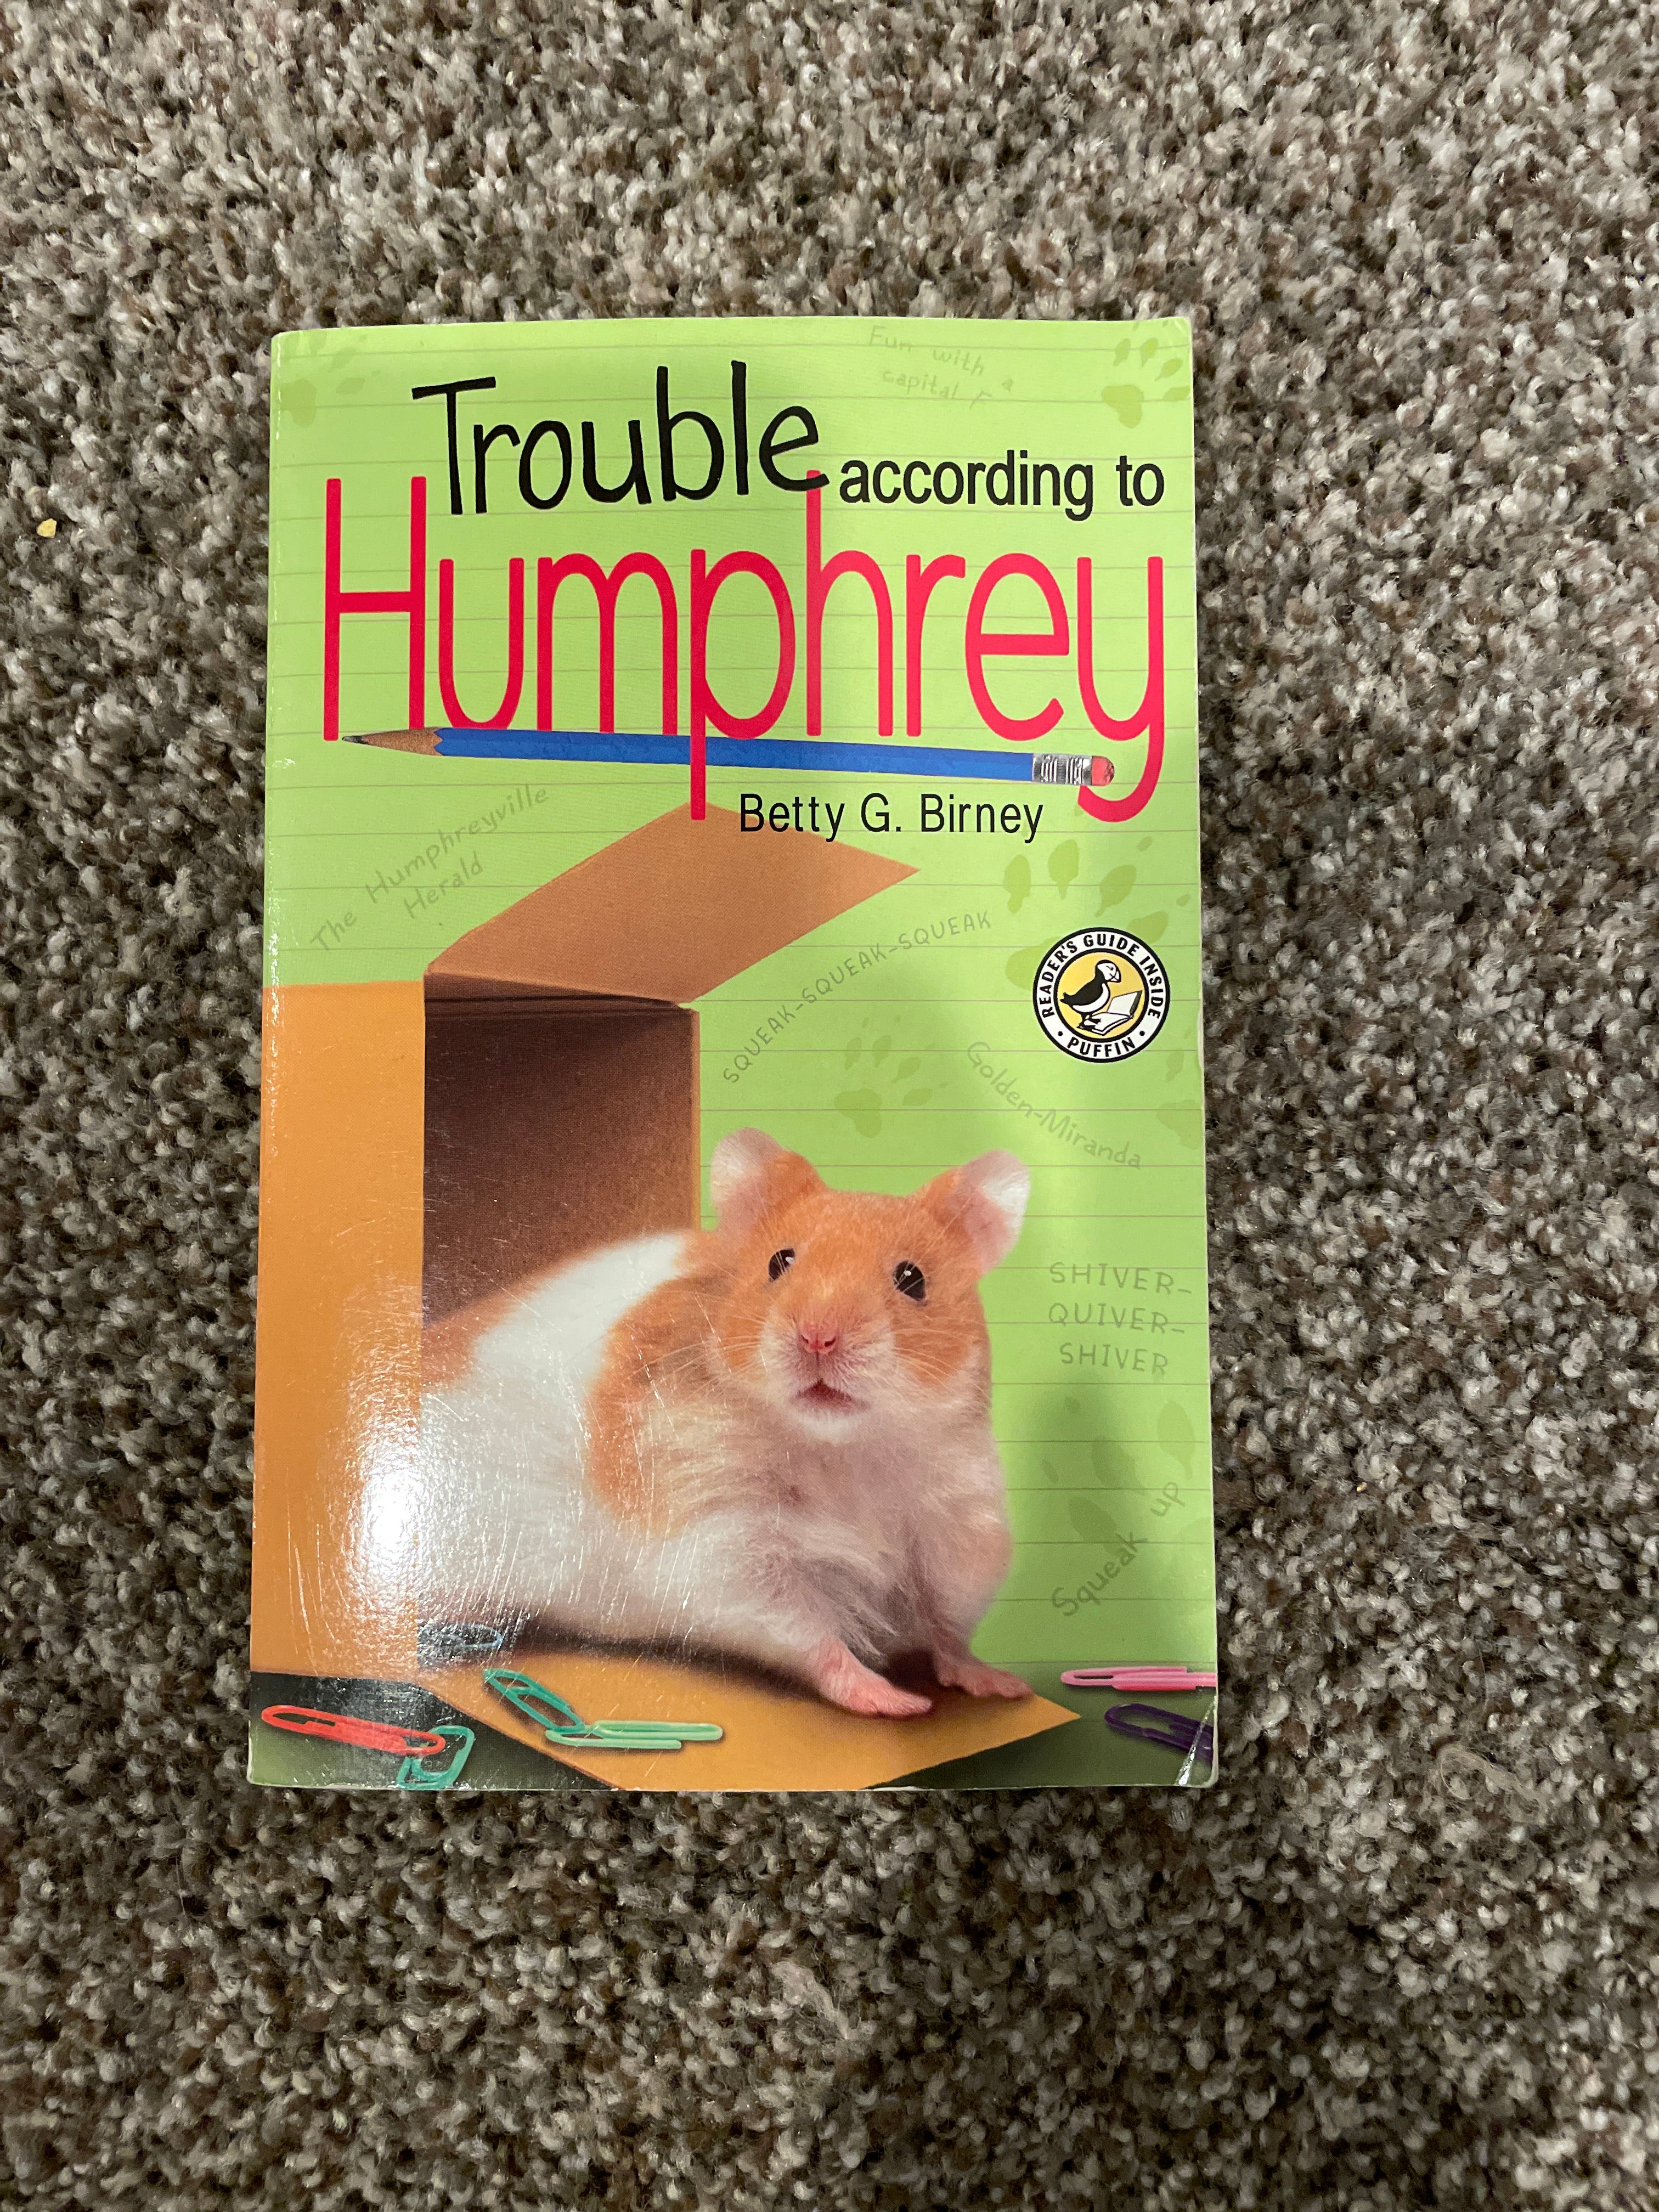 Fun with a
capital F
Trouble according to
Humphrey
Betty G. Birney
The Humphreyville
Herald
SQUEAK-SQUEAK-SQUEAK
READER'S GUIDE INSIDE
• PUFFIN •
Golden-Miranda
SHIVER-
QUIVER-
SHIVER
Squeak up